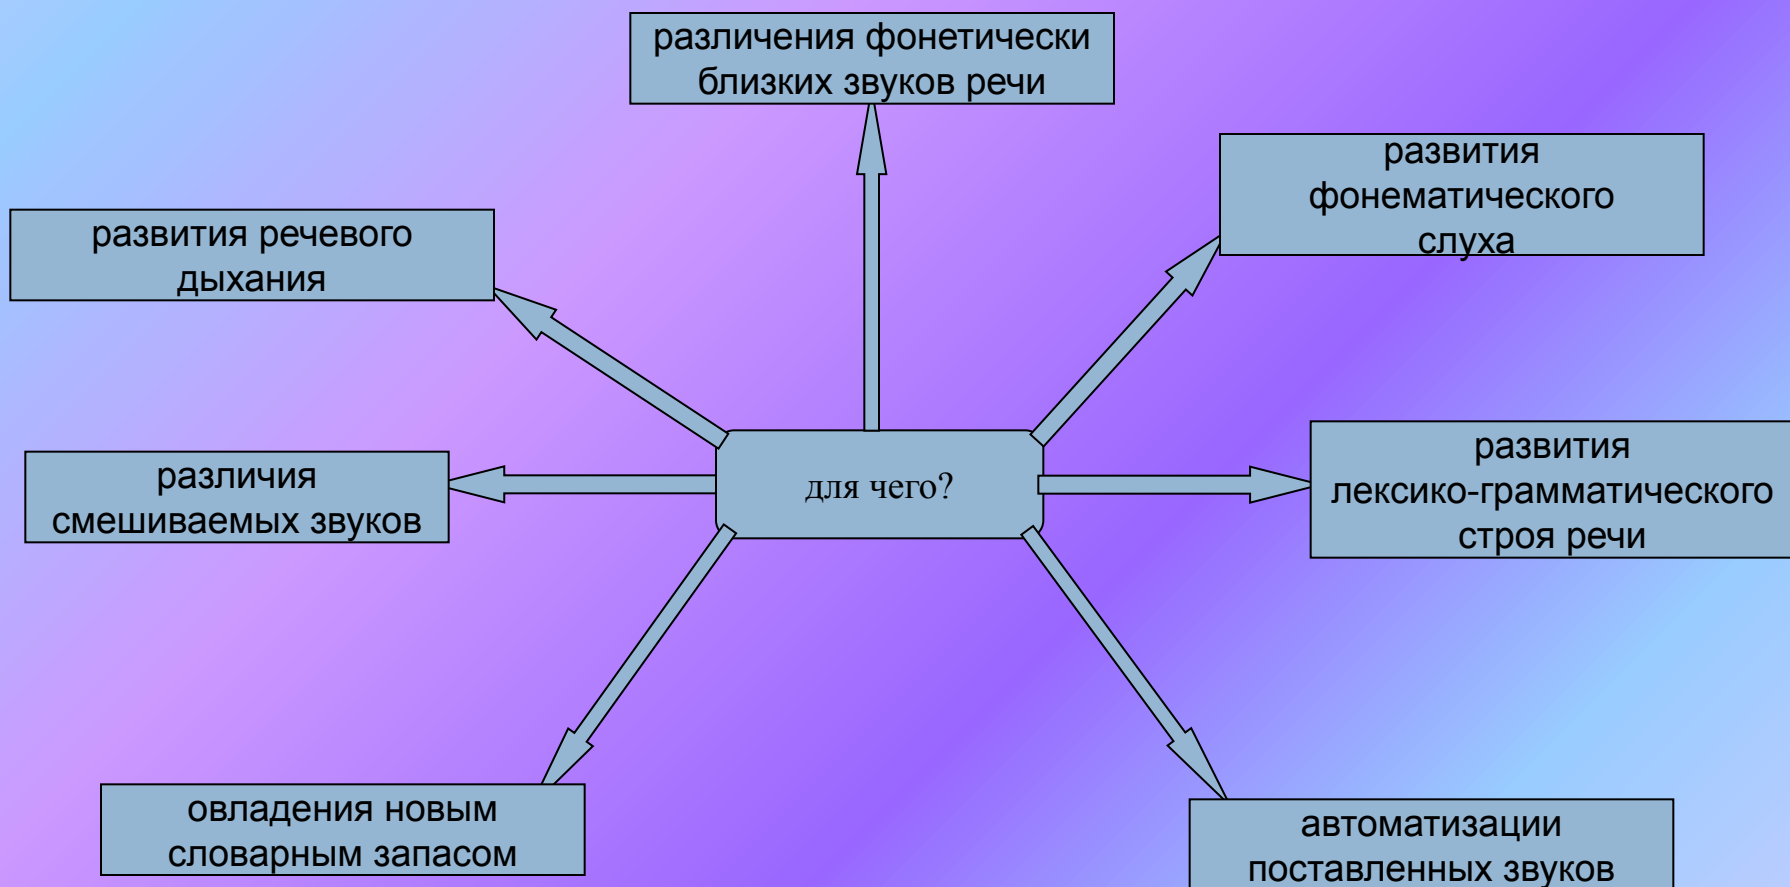 различения фонетически
близких звуков речи
развития
фонематического
слуха
развития речевого
дыхания
различия
смешиваемых звуков
для чего?
развития
лексико-грамматического
строя речи
овладения новым
словарным запасом
автоматизации
поставленных звуков